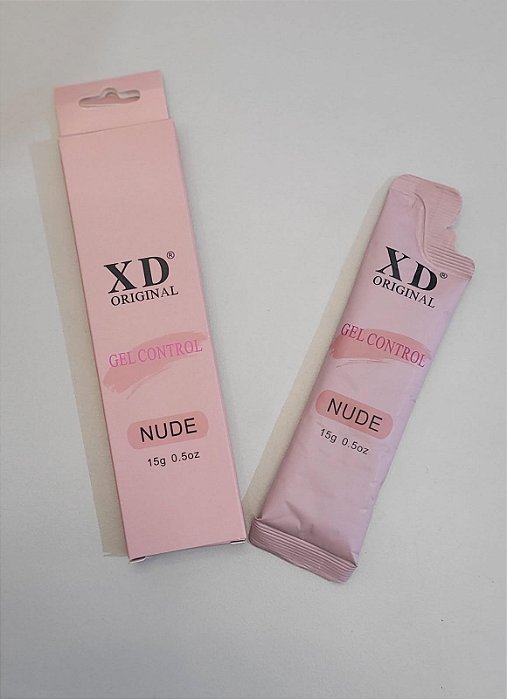 XD®
ORIGINAL
GEL CONTROL
NUDE
15g 0.5oz
XD®
ORIGINAL
GEL CONTROL
NUDE
15g 0.5oz